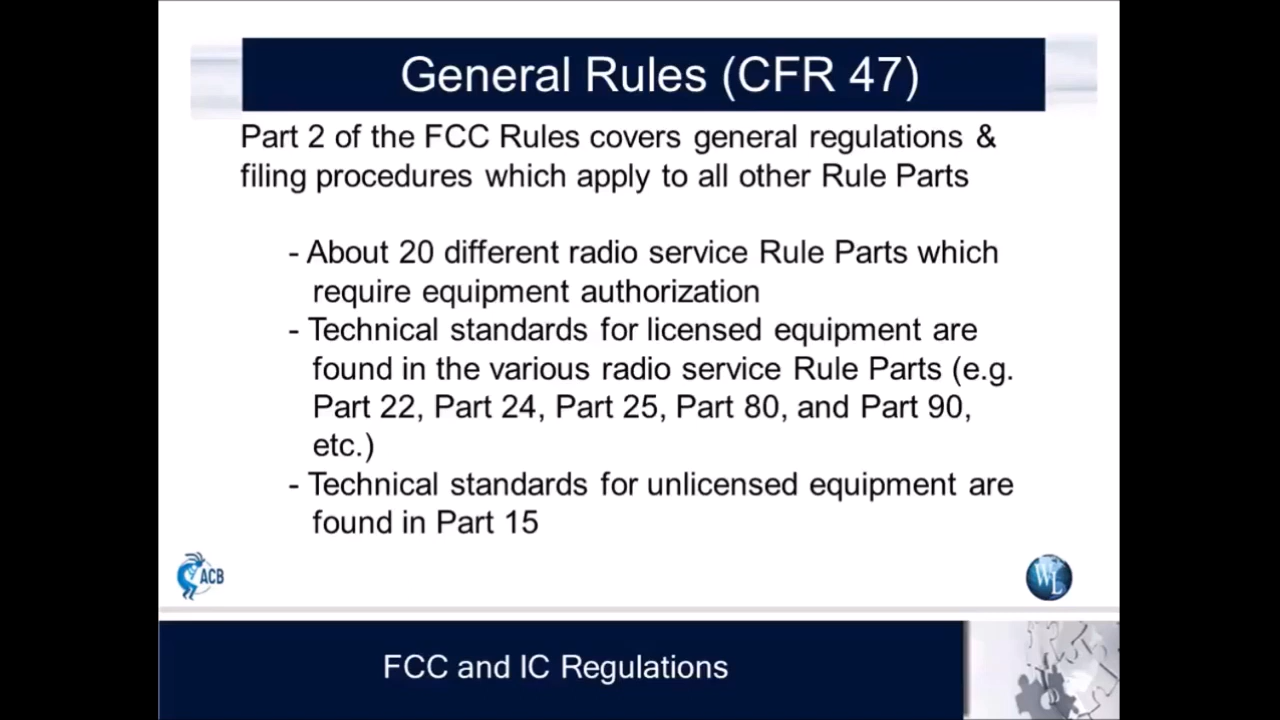 General Rules (CFR 47)
Part 2 of the FCC Rules covers general regulations &
filing procedures which apply to all other Rule Parts
- About 20 different radio service Rule Parts which
require equipment authorization
- Technical standards for licensed equipment are
found in the various radio service Rule Parts (e.g.
Part 22, Part 24, Part 25, Part 80, and Part 90,
etc.)
- Technical standards for unlicensed equipment are
found in Part 15
ACB
WL
FCC and IC Regulations